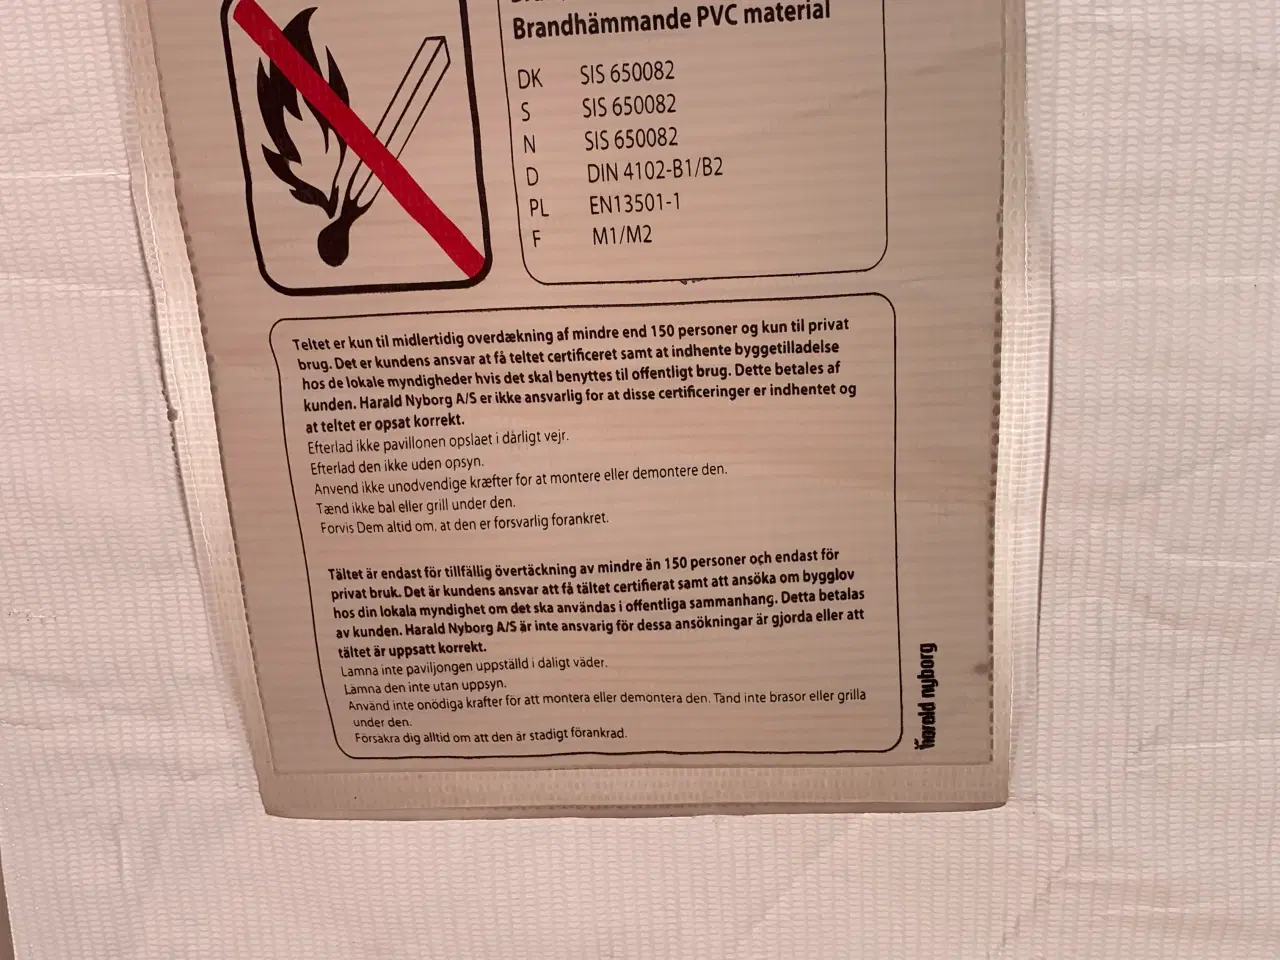 Brandhämmande PVC material
DK SIS 650082
S SIS 650082
N SIS 650082
D DIN 4102-B1/B2
PL EN13501-1
F M1/M2
Teltet er kun til midlertidig overdækning af mindre end 150 personer og kun til privat
brug. Det er kundens ansvar at få teltet certificeret samt at indhente byggetilladelse
hos de lokale myndigheder hvis det skal benyttes til offentligt brug. Dette betales af
kunden. Harald Nyborg A/S er ikke ansvarlig for at disse certificeringer er indhentet og
at teltet er opsat korrekt.
Efterlad ikke pavillonen opslaet i dårligt vejr.
Efterlad den ikke uden opsyn.
Anvend ikke unodvendige kræfter for at montere eller demontere den.
Tænd ikke bal eller grill under den.
Forvis Dem altid om, at den er forsvarlig forankret.
Tältet är endast för tillfällig övertäckning av mindre än 150 personer och endast för
privat bruk. Det är kundens ansvar att få tältet certifierat samt att ansöka om bygglov
hos din lokala myndighet om det ska användas i offentliga sammanhang. Detta betalas
av kunden. Harald Nyborg A/S är inte ansvarig för dessa ansökningar är gjorda eller att
tältet är uppsatt korrekt.
Lamna inte paviljongen uppställd i daligt väder.
Lämna den inte utan uppsyn.
Använd inte onödiga krafter för att montera eller demontera den. Tand inte brasor eller grilla
under den.
Försäkra dig alltid om att den är stadigt förankrad.
harald nyborg